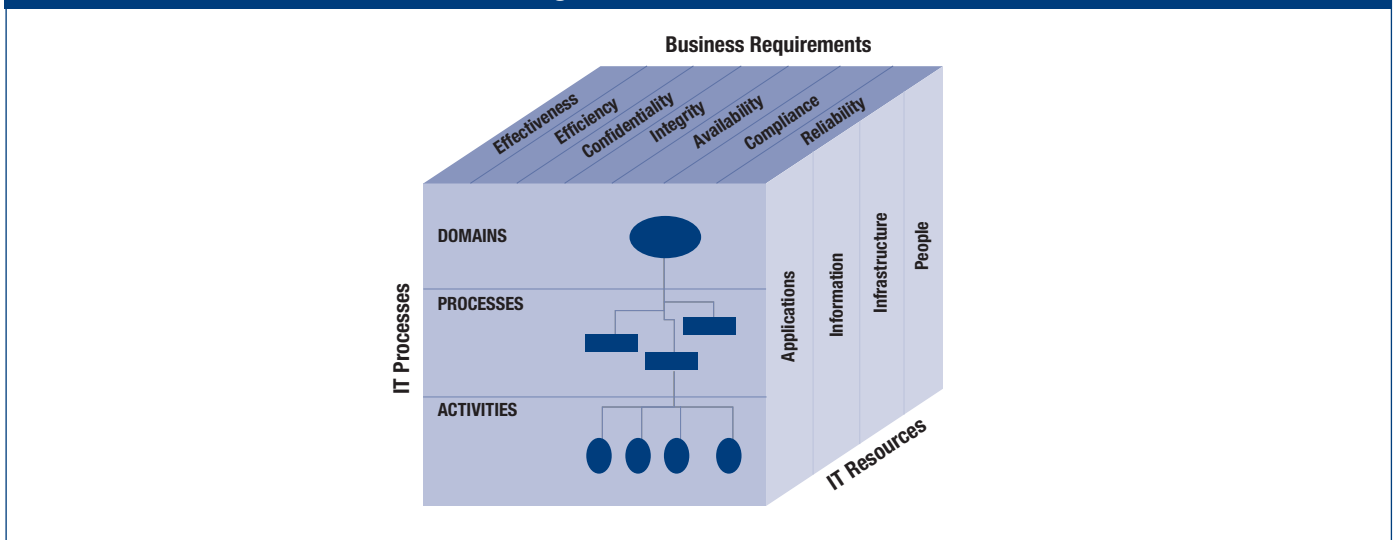 Business Requirements
Effectiveness
Efficiency
Confidentiality
Integrity
Availability
Compliance
Reliability
DOMAINS
PROCESSES
ACTIVITIES
IT Processes
Applications
Information
Infrastructure
People
IT Resources